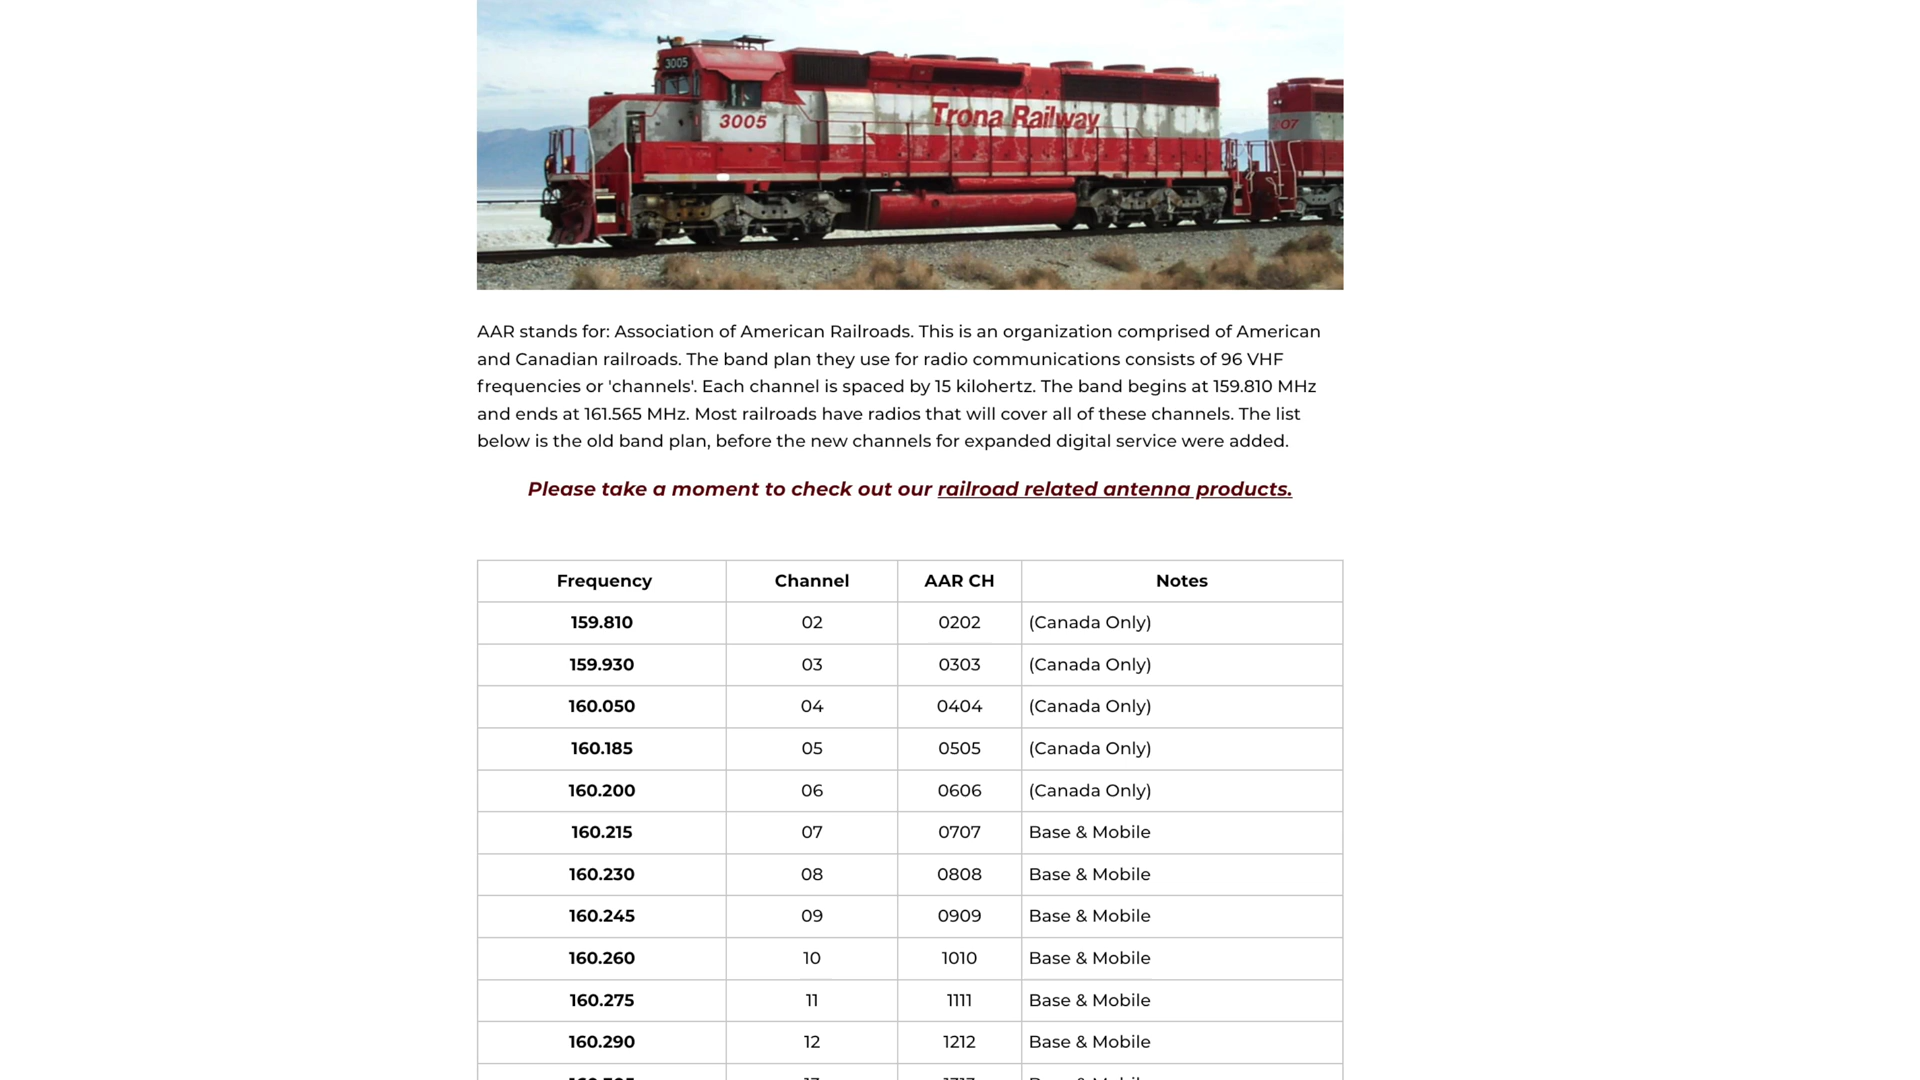 3005
3005
Trona Railway
207
AAR stands for: Association of American Railroads. This is an organization comprised of American
and Canadian railroads. The band plan they use for radio communications consists of 96 VHF
frequencies or 'channels'. Each channel is spaced by 15 kilohertz. The band begins at 159.810 MHz
and ends at 161.565 MHz. Most railroads have radios that will cover all of these channels. The list
below is the old band plan, before the new channels for expanded digital service were added.
Please take a moment to check out our railroad related antenna products.
Frequency Channel AAR CH Notes
159.810 02 0202 (Canada Only)
159.930 03 0303 (Canada Only)
160.050 04 0404 (Canada Only)
160.185 05 0505 (Canada Only)
160.200 06 0606 (Canada Only)
160.215 07 0707 Base & Mobile
160.230 08 0808 Base & Mobile
160.245 09 0909 Base & Mobile
160.260 10 1010 Base & Mobile
160.275 11 1111 Base & Mobile
160.290 12 1212 Base & Mobile